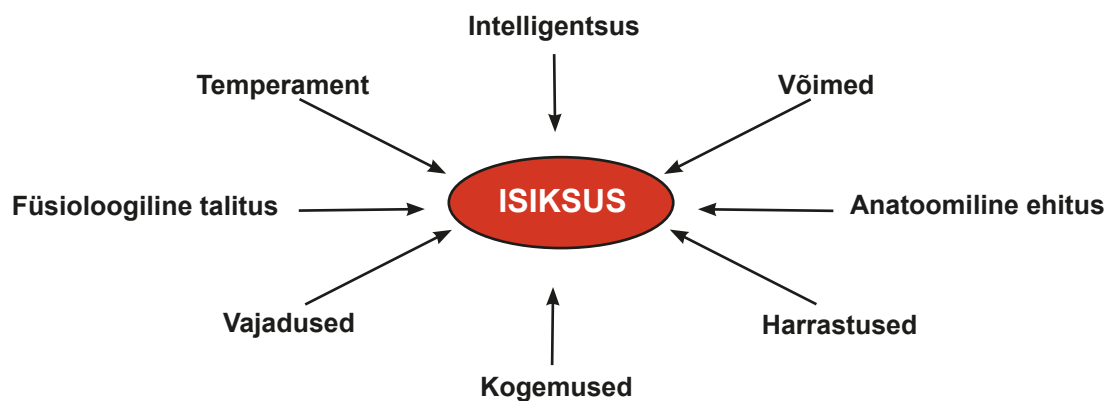 Intelligentsus
Temperament
Võimed
Füsioloogiline talitus
ISIKSUS
Anatoomiline ehitus
Vajadused
Harrastused
Kogemused